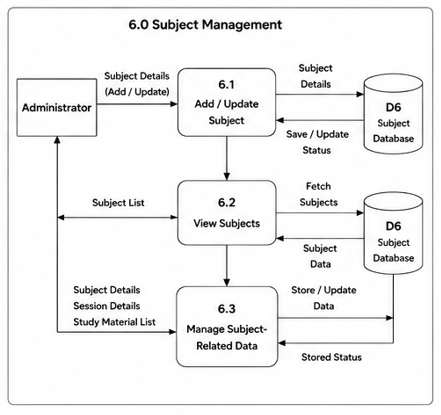 6.0 Subject Management
Subject Details
(Add / Update)
Administrator
6.1
Add / Update
Subject
Subject
Details
Save / Update
Status
D6
Subject
Database
Subject List
6.2
View Subjects
Fetch
Subjects
Subject
Data
D6
Subject
Database
Subject Details
Session Details
Study Material List
6.3
Manage Subject-
Related Data
Store / Update
Data
Stored Status